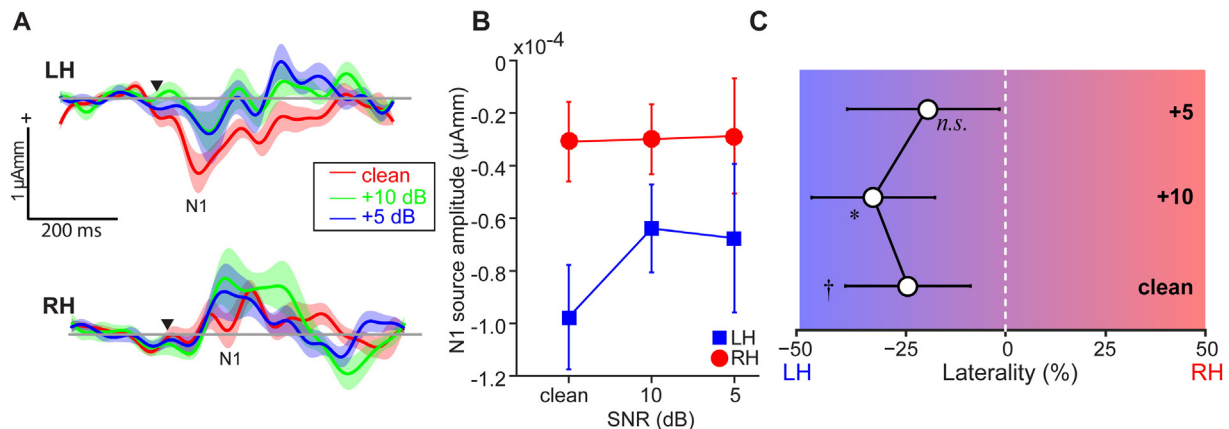 A
LH
+
1 µAmm
200 ms
N1
clean
+10 dB
+5 dB
RH
N1
B
x10⁻⁴
0
-0.2
-0.4
-0.6
-0.8
-1.0
-1.2
N1 source amplitude (µAmm)
LH
RH
clean
10
5
SNR (dB)
C
+5
n.s.
+10
*
clean
†
−50
-25
0
25
50
LH
Laterality (%)
RH